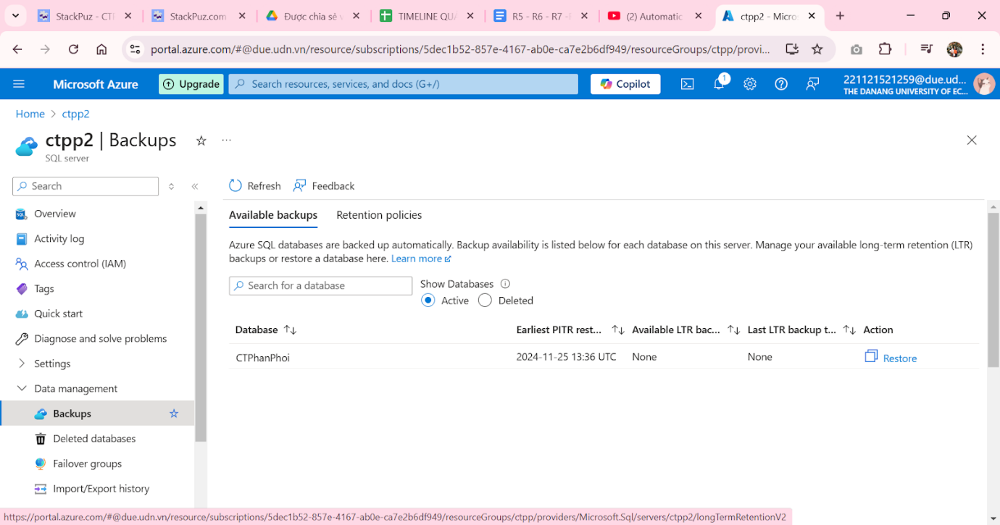 StackPuz - CTF
StackPuz.com
Được chia sẻ v
TIMELINE QUẢ
R5 - R6 - R7 -
(2) Automatic
ctpp2 - Micros
portal.azure.com/#@due.udn.vn/resource/subscriptions/5dec1b52-857e-4167-ab0e-ca7e2b6df949/resourceGroups/ctpp/provi...
Microsoft Azure
Upgrade
Search resources, services, and docs (G+/)
Copilot
1
221121521259@due.ud...
THE DANANG UNIVERSITY OF EC...
Home > ctpp2
ctpp2 | Backups
SQL server
Search
Refresh Feedback
Overview
Activity log
Access control (IAM)
Tags
Quick start
Diagnose and solve problems
Settings
Data management
Backups
Deleted databases
Failover groups
Import/Export history
Available backups Retention policies
Azure SQL databases are backed up automatically. Backup availability is listed below for each database on this server. Manage your available long-term retention (LTR)
backups or restore a database here. Learn more
Search for a database
Show Databases
Active Deleted
Database Earliest PITR rest... Available LTR bac... Last LTR backup t... Action
CTPhanPhoi 2024-11-25 13:36 UTC None None Restore
https://portal.azure.com/#@due.udn.vn/resource/subscriptions/5dec1b52-857e-4167-ab0e-ca7e2b6df949/resourceGroups/ctpp/providers/Microsoft.Sql/servers/ctpp2/longTermRetentionV2